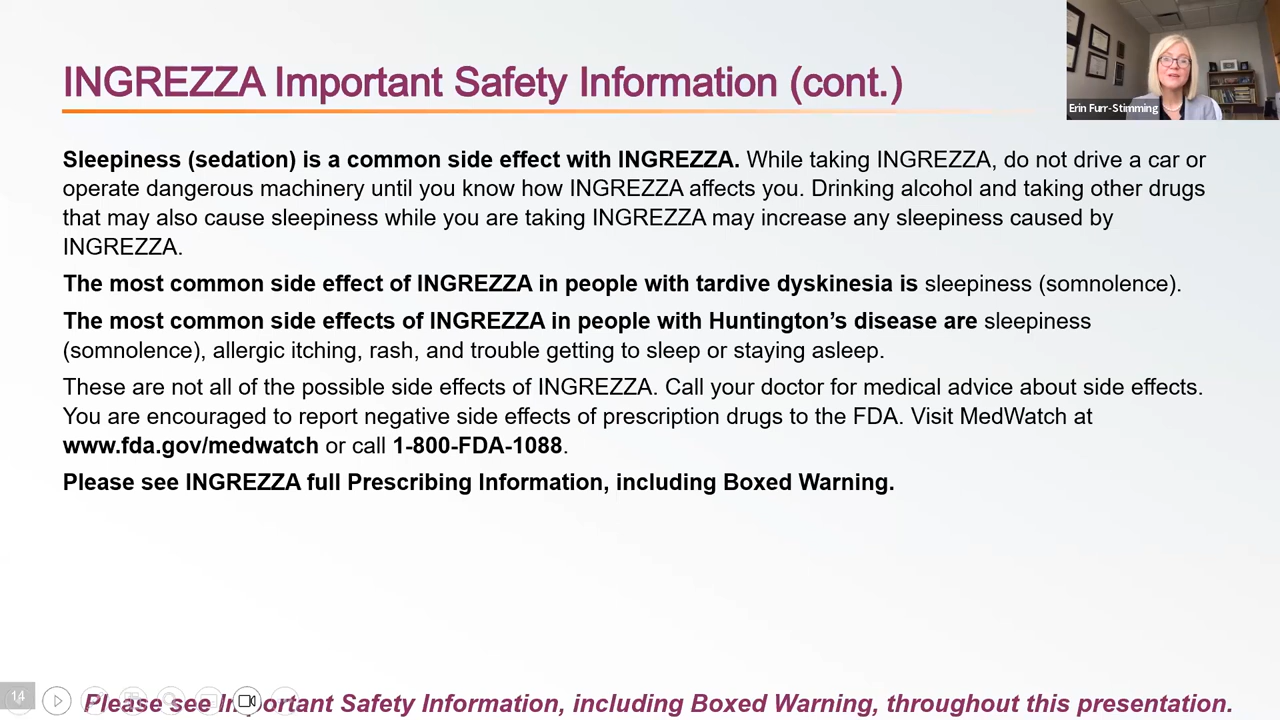 INGREZZA Important Safety Information (cont.)
Erin Furr-Stimming
Sleepiness (sedation) is a common side effect with INGREZZA. While taking INGREZZA, do not drive a car or
operate dangerous machinery until you know how INGREZZA affects you. Drinking alcohol and taking other drugs
that may also cause sleepiness while you are taking INGREZZA may increase any sleepiness caused by
INGREZZA.
The most common side effect of INGREZZA in people with tardive dyskinesia is sleepiness (somnolence).
The most common side effects of INGREZZA in people with Huntington’s disease are sleepiness
(somnolence), allergic itching, rash, and trouble getting to sleep or staying asleep.
These are not all of the possible side effects of INGREZZA. Call your doctor for medical advice about side effects.
You are encouraged to report negative side effects of prescription drugs to the FDA. Visit MedWatch at
www.fda.gov/medwatch or call 1-800-FDA-1088.
Please see INGREZZA full Prescribing Information, including Boxed Warning.
14
Please see Important Safety Information, including Boxed Warning, throughout this presentation.